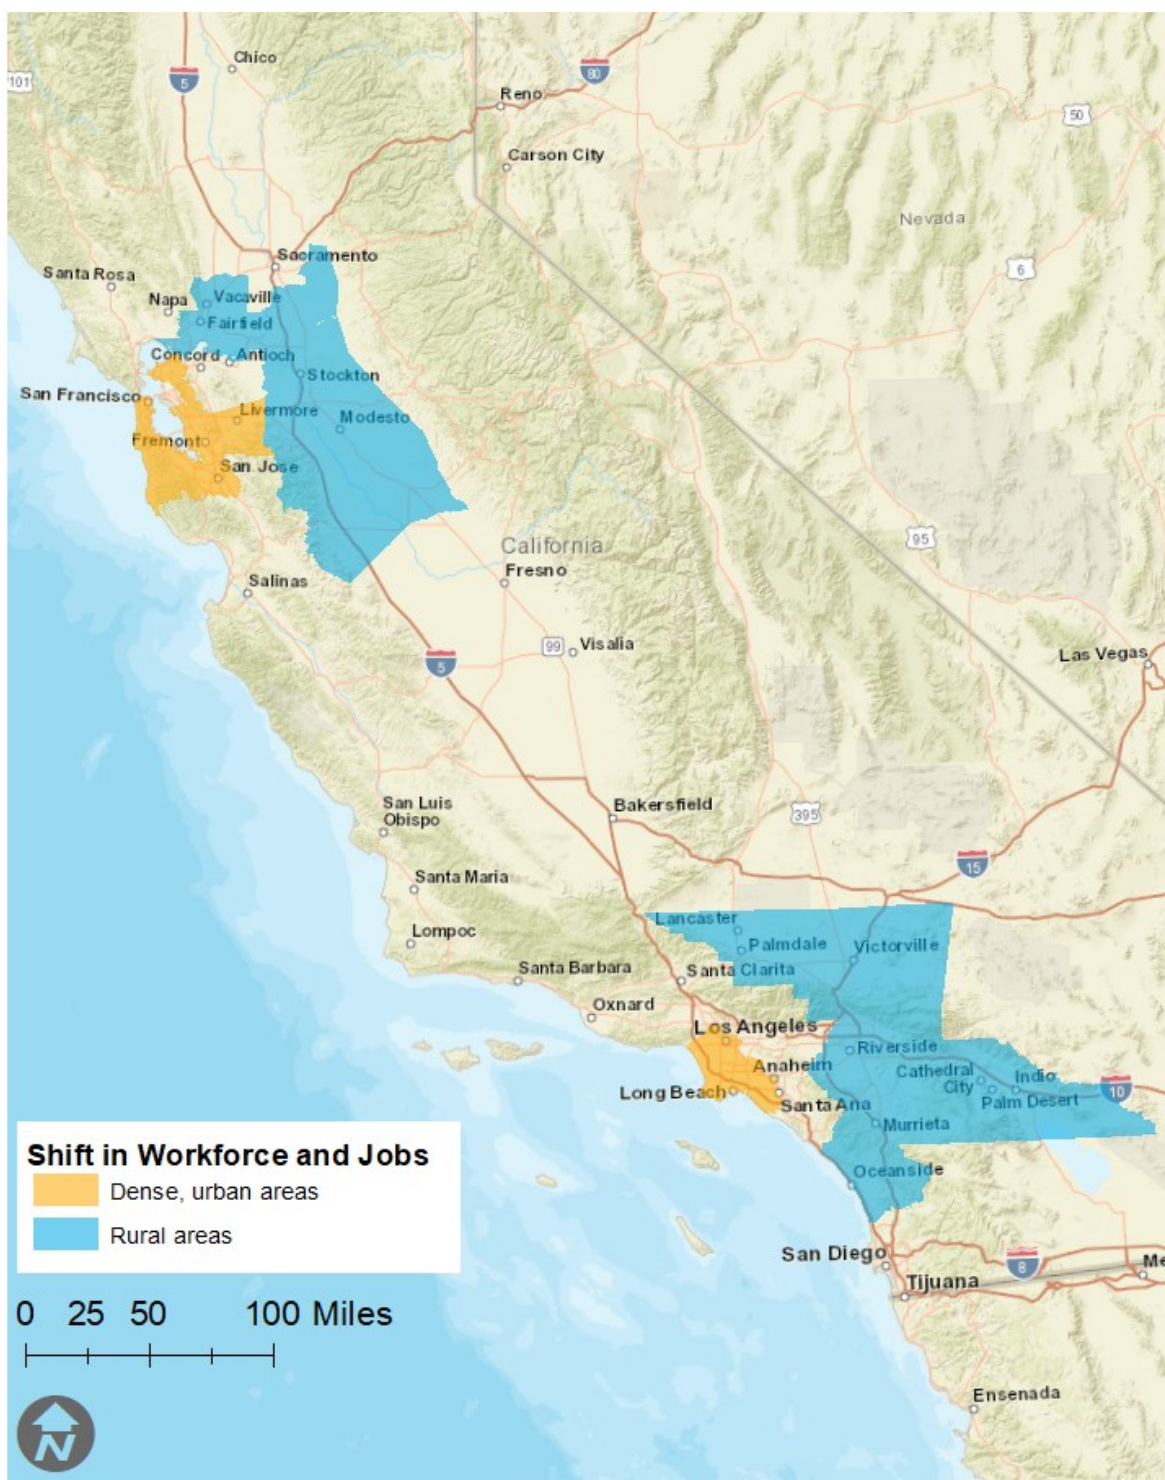 Chico
5
101
80
Reno
50
Carson City
Nevada
Sacramento
6
Santa Rosa
Vacaville
Napa
Fairfield
Concord
Antioch
Stockton
San Francisco
Livermore
Modesto
Fremont
San Jose
95
California
Fresno
Salinas
99
Visalia
5
Las Vegas
San Luis
Obispo
Bakersfield
395
15
Santa Maria
Lancaster
Lompoc
Palmdale
Victorville
Santa Barbara
Santa Clarita
Oxnard
Los Angeles
Riverside
Anaheim
Cathedral
City
Indio
10
Long Beach
Palm Desert
Santa Ana
Murrieta
Oceanside
Shift in Workforce and Jobs
Dense, urban areas
Rural areas
San Diego
8
Me
Tijuana
0 25 50 100 Miles
Ensenada
N